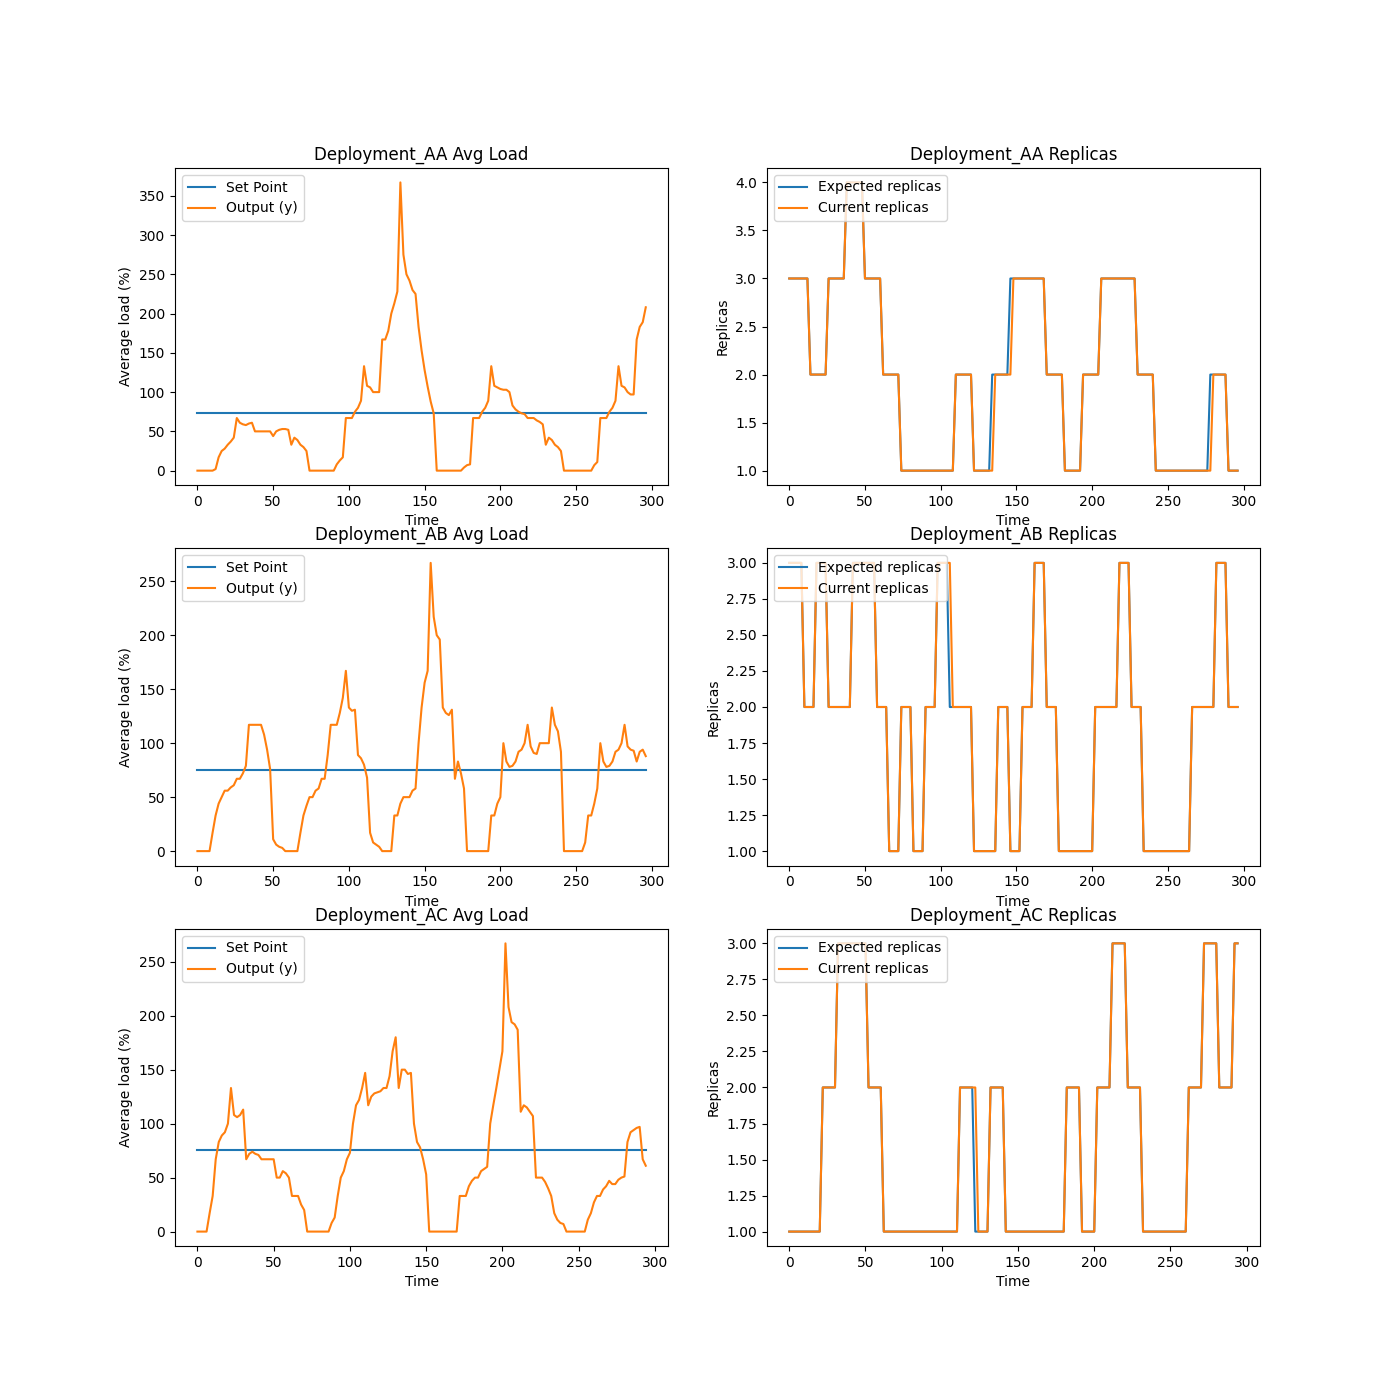 Deployment_AA Avg Load
Set Point
Output (y)
Average load (%)
350
300
250
200
150
100
50
0
0 50 100 150 200 250 300
Time
Deployment_AA Replicas
Expected replicas
Current replicas
Replicas
4.0
3.5
3.0
2.5
2.0
1.5
1.0
0 50 100 150 200 250 300
Time
Deployment_AB Avg Load
Set Point
Output (y)
Average load (%)
250
200
150
100
50
0
0 50 100 150 200 250 300
Time
Deployment_AB Replicas
Expected replicas
Current replicas
Replicas
3.00
2.75
2.50
2.25
2.00
1.75
1.50
1.25
1.00
0 50 100 150 200 250 300
Time
Deployment_AC Avg Load
Set Point
Output (y)
Average load (%)
250
200
150
100
50
0
0 50 100 150 200 250 300
Time
Deployment_AC Replicas
Expected replicas
Current replicas
Replicas
3.00
2.75
2.50
2.25
2.00
1.75
1.50
1.25
1.00
0 50 100 150 200 250 300
Time